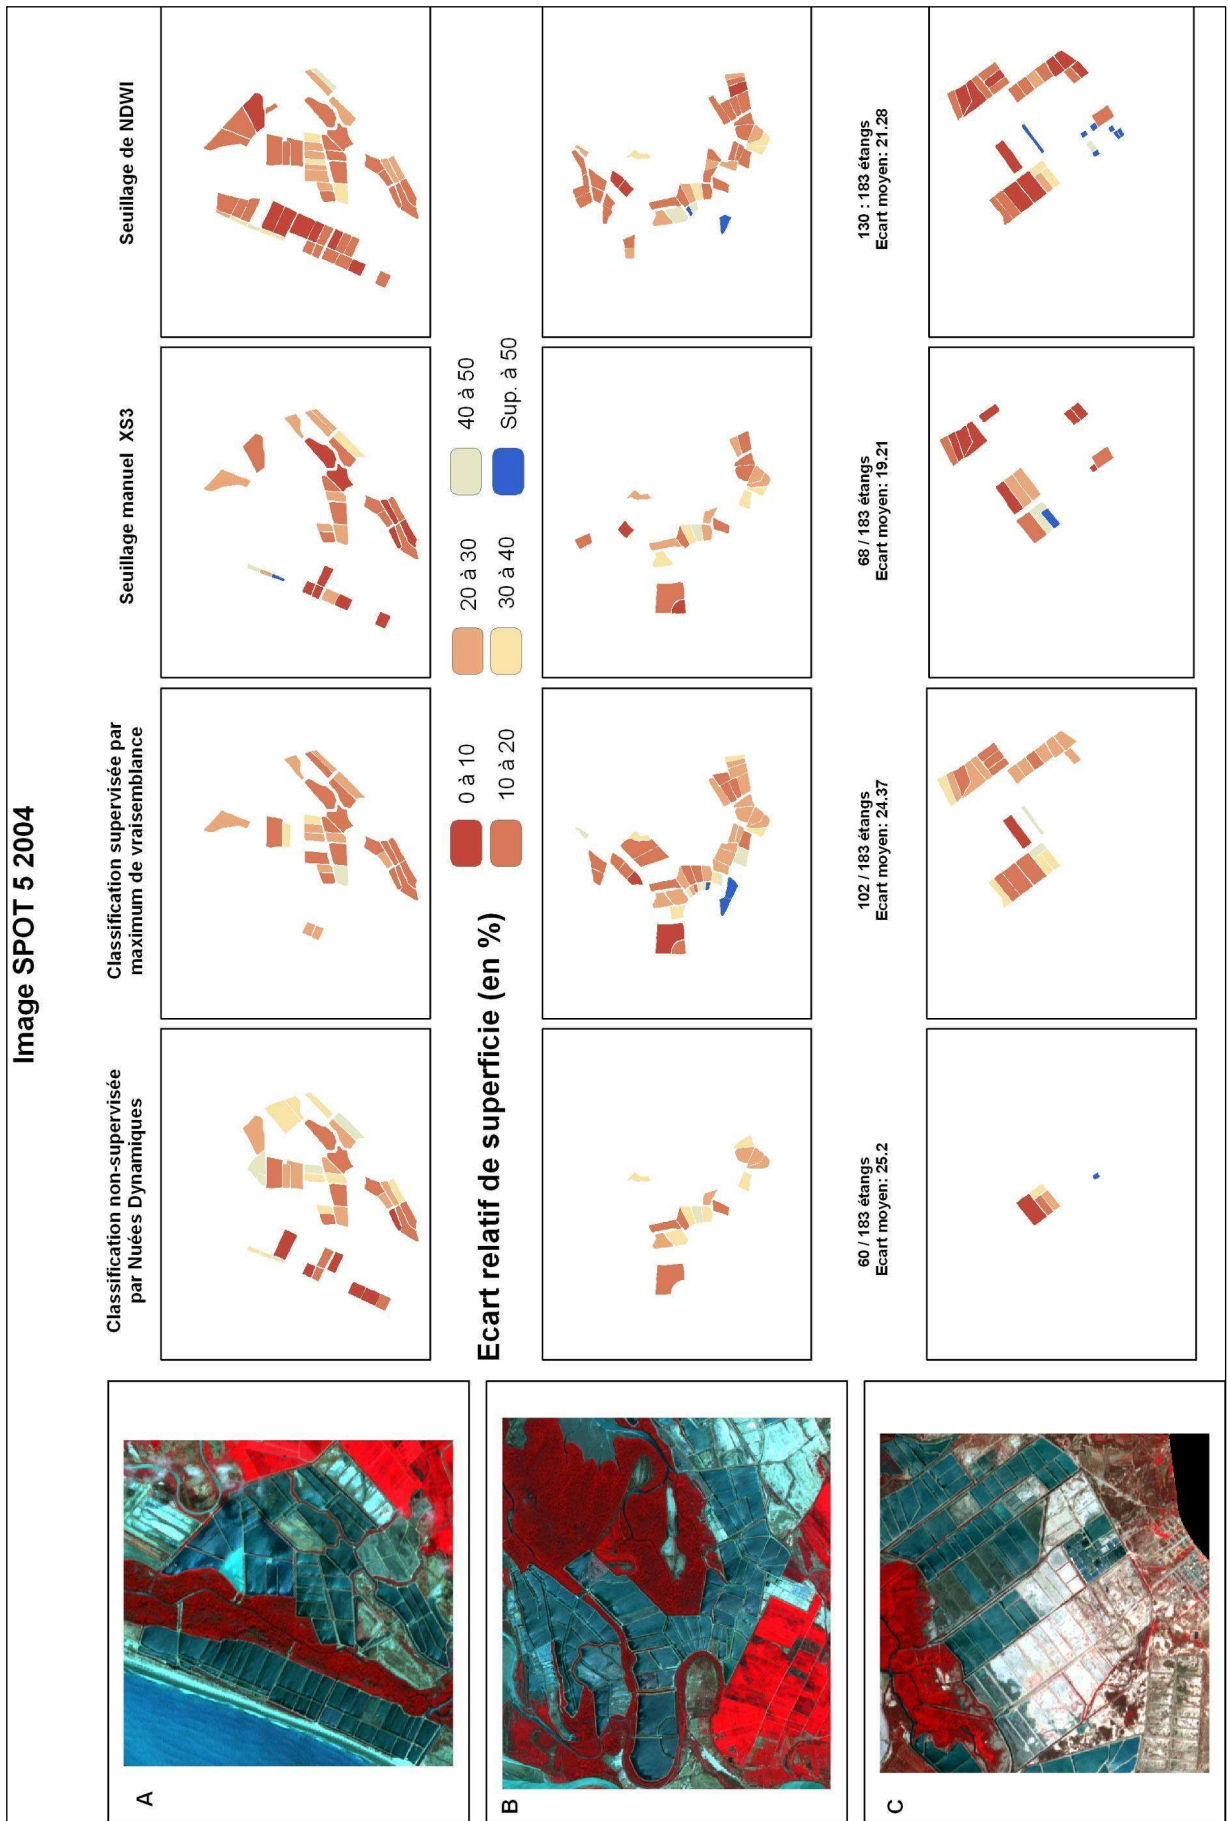 Image SPOT 5 2004
Classification non-supervisée
par Nuées Dynamiques
Classification supervisée par
maximum de vraisemblance
Seuillage manuel XS3
Seuillage de NDWI
A
Ecart relatif de superficie (en %)
0 à 10
20 à 30
40 à 50
10 à 20
30 à 40
Sup. à 50
B
60 / 183 étangs
Ecart moyen: 25.2
102 / 183 étangs
Ecart moyen: 24.37
68 / 183 étangs
Ecart moyen: 19.21
130 : 183 étangs
Ecart moyen: 21.28
C